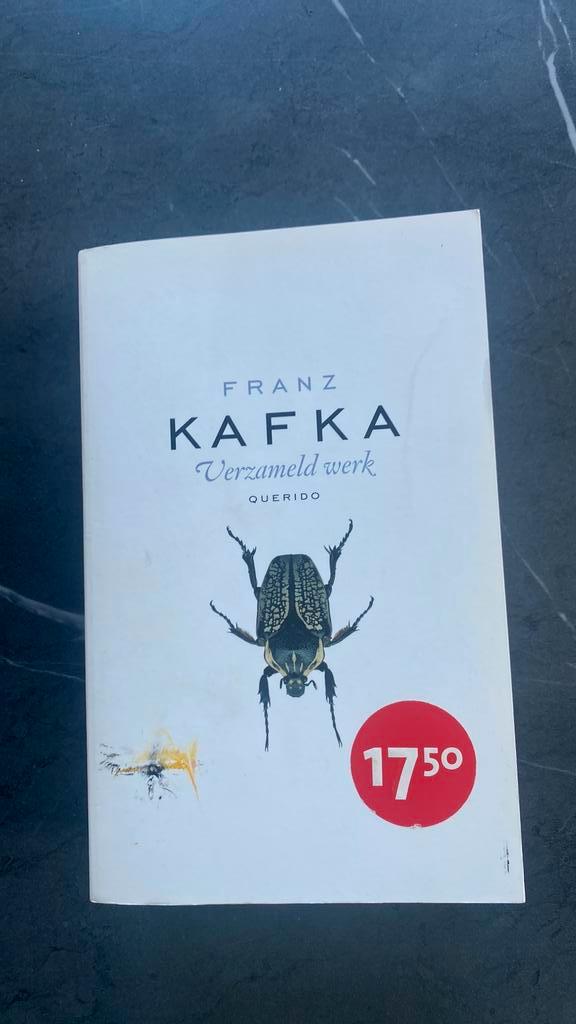 FRANZ
KAFKA
Verzameld werk
QUERIDO
1750